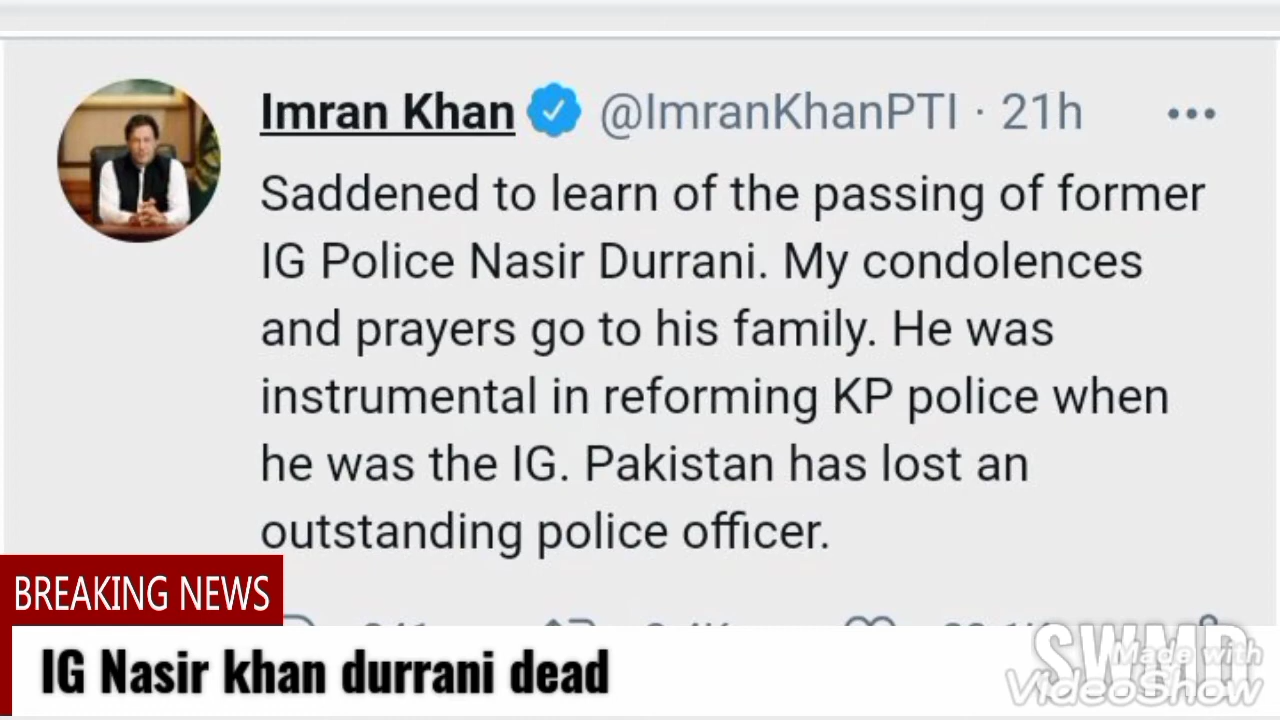 Imran Khan @ImranKhanPTI · 21h ...
Saddened to learn of the passing of former
IG Police Nasir Durrani. My condolences
and prayers go to his family. He was
instrumental in reforming KP police when
he was the IG. Pakistan has lost an
outstanding police officer.
BREAKING NEWS
IG Nasir khan durrani dead
SWMD
Made with
VideoShow